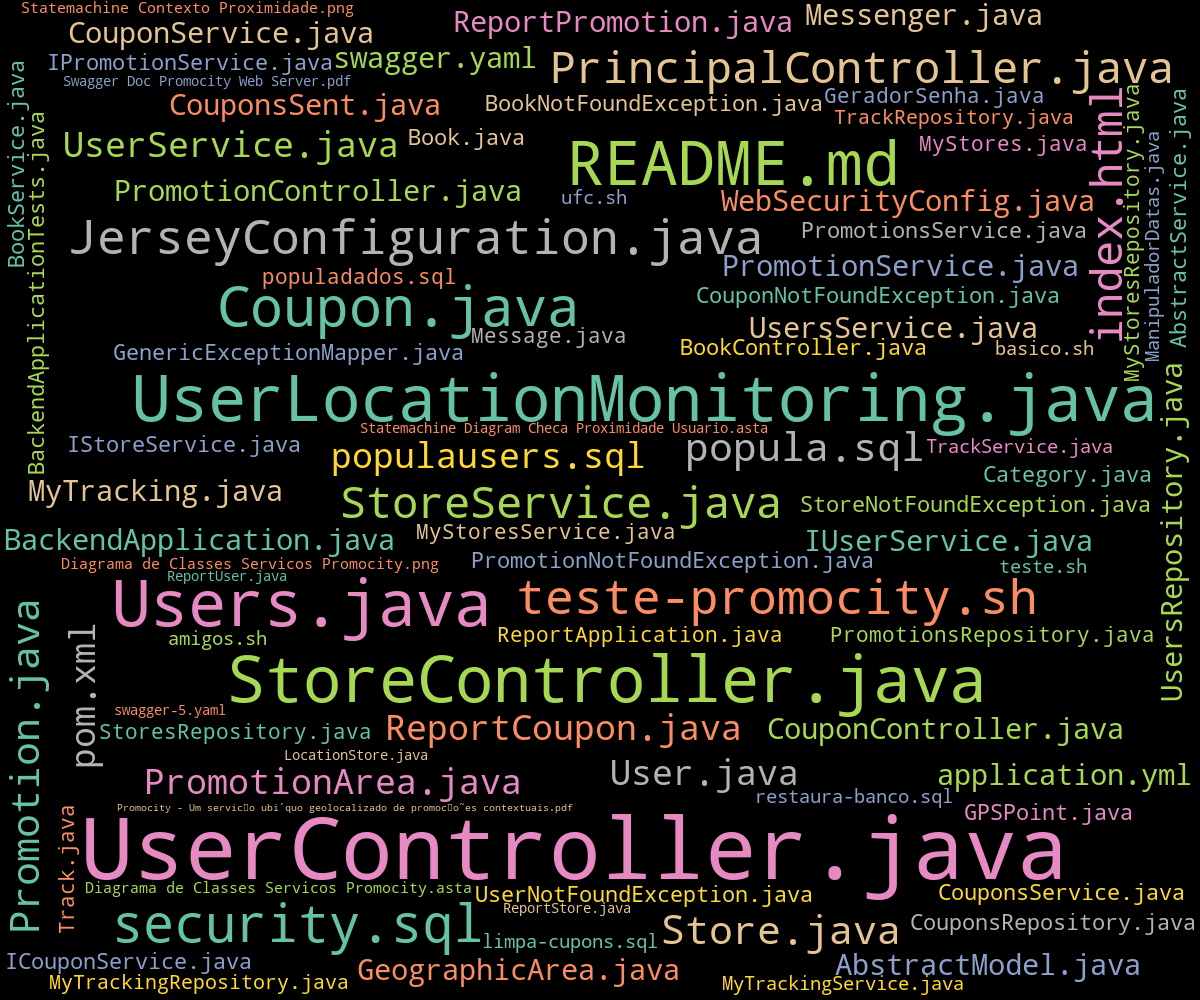 Statemachine Contexto Proximidade.png
CouponService.java
ReportPromotion.java
Messenger.java
IPromotionService.java
swagger.yaml
PrincipalController.java
Swagger Doc Promocity Web Server.pdf
BookService.java
CouponsSent.java
BookNotFoundException.java
GeradorSenha.java
TrackRepository.java
index.html
MyStoresRepository.java
ManipuladorDatas.java
AbstractService.java
BackendApplicationTests.java
UserService.java
Book.java
README.md
MyStores.java
PromotionController.java
ufc.sh
WebSecurityConfig.java
JerseyConfiguration.java
PromotionsService.java
populadados.sql
PromotionService.java
Coupon.java
CouponNotFoundException.java
Message.java
UsersService.java
GenericExceptionMapper.java
BookController.java
basico.sh
UserLocationMonitoring.java
UsersRepository.java
Statemachine Diagram Checa Proximidade Usuario.asta
IStoreService.java
populausers.sql
popula.sql
TrackService.java
Category.java
MyTracking.java
StoreService.java
StoreNotFoundException.java
BackendApplication.java
MyStoresService.java
IUserService.java
Diagrama de Classes Servicos Promocity.png
PromotionNotFoundException.java
teste.sh
ReportUser.java
Users.java
teste-promocity.sh
Promotion.java
pom.xml
amigos.sh
ReportApplication.java
PromotionsRepository.java
StoreController.java
swagger-5.yaml
StoresRepository.java
ReportCoupon.java
CouponController.java
LocationStore.java
PromotionArea.java
User.java
application.yml
restaura-banco.sql
Track.java
GPSPoint.java
UserController.java
Diagrama de Classes Servicos Promocity.asta
UserNotFoundException.java
CouponsService.java
security.sql
ReportStore.java
limpa-cupons.sql
Store.java
CouponsRepository.java
ICouponService.java
MyTrackingRepository.java
GeographicArea.java
AbstractModel.java
MyTrackingService.java
Promocity - Um ubi´quo geolocalizado de contextuais.pdf